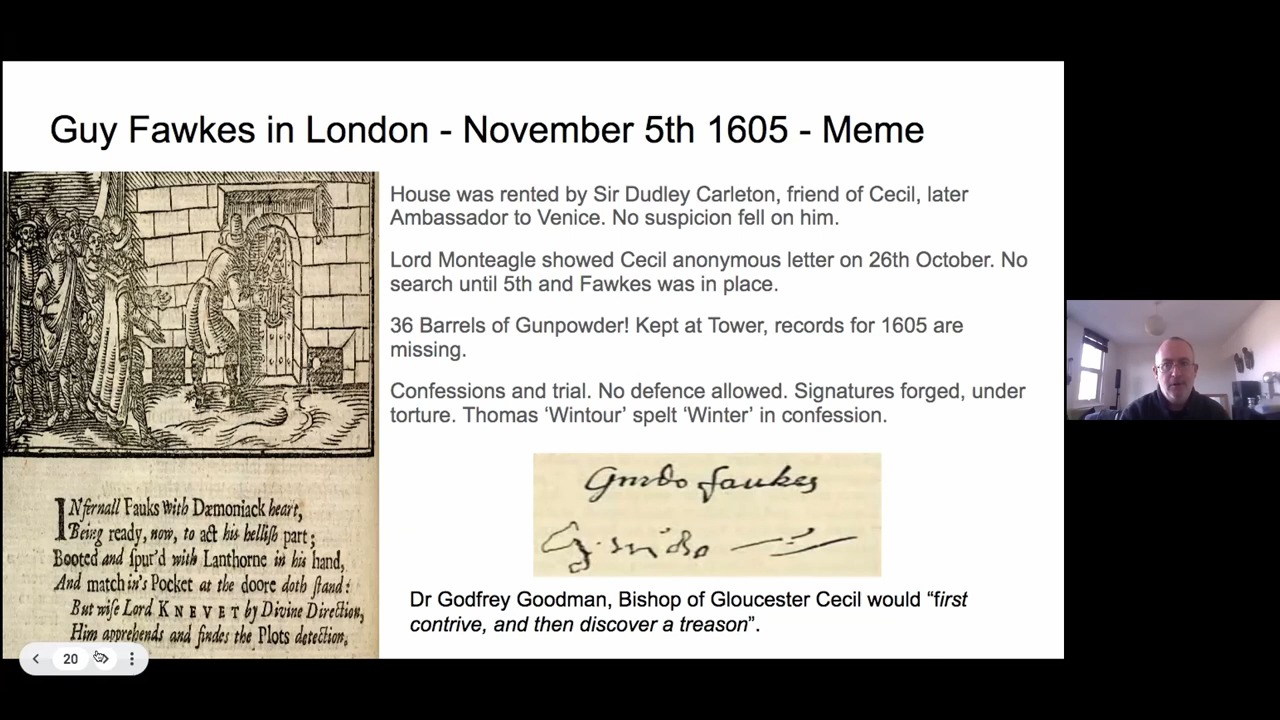 Guy Fawkes in London - November 5th 1605 - Meme
House was rented by Sir Dudley Carleton, friend of Cecil, later
Ambassador to Venice. No suspicion fell on him.
Lord Monteagle showed Cecil anonymous letter on 26th October. No
search until 5th and Fawkes was in place.
36 Barrels of Gunpowder! Kept at Tower, records for 1605 are
missing.
Confessions and trial. No defence allowed. Signatures forged, under
torture. Thomas ‘Wintour’ spelt ‘Winter’ in confession.
INfernall Fauks with Dæmoniack heart,
Being ready, now, to act his hellish part;
Booted and spur'd with Lanthorne in his hand,
And match in's Pocket at the doore doth stand:
But wise Lord KNEVET by Divine Direction,
Him apprehends and findes the Plots detection.
Guido fawkes
Guido
Dr Godfrey Goodman, Bishop of Gloucester Cecil would “first
contrive, and then discover a treason”.
20